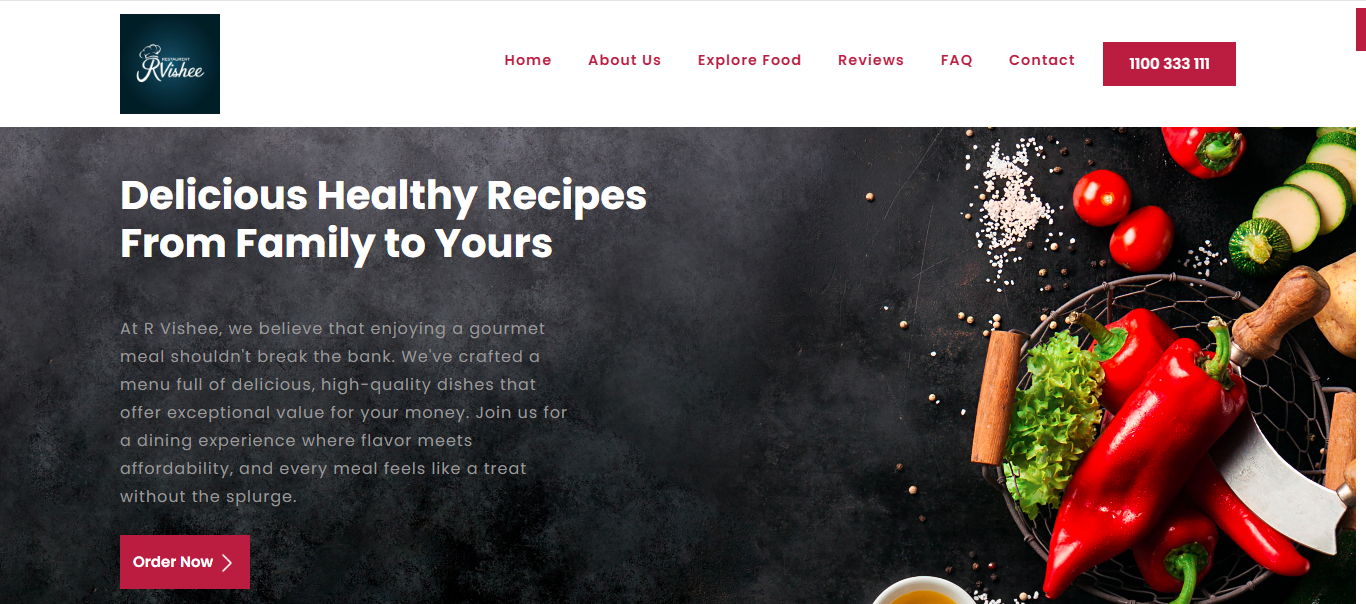 RESTAURENT
RVishee
Home About Us Explore Food Reviews FAQ Contact 1100 333 111
Delicious Healthy Recipes
From Family to Yours
At R Vishee, we believe that enjoying a gourmet
meal shouldn't break the bank. We've crafted a
menu full of delicious, high-quality dishes that
offer exceptional value for your money. Join us for
a dining experience where flavor meets
affordability, and every meal feels like a treat
without the splurge.
Order Now